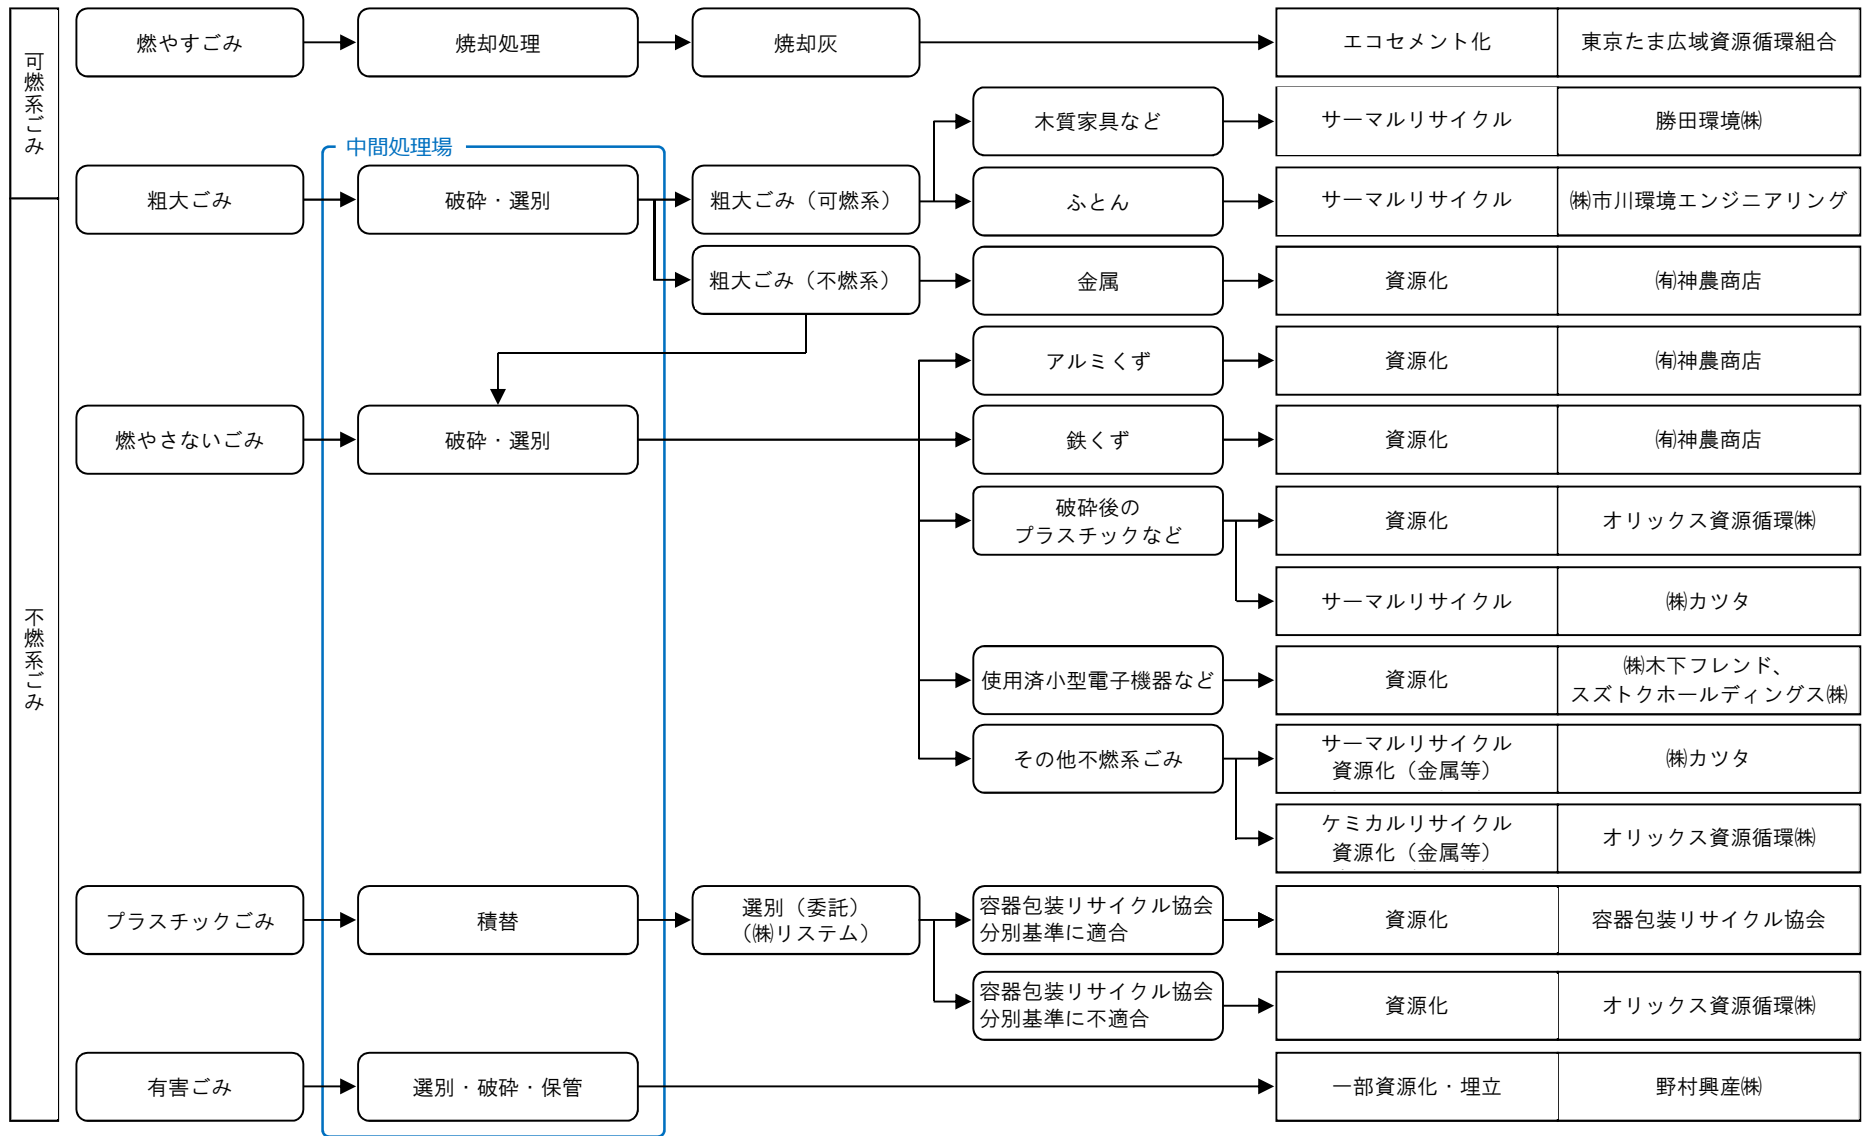 可燃系ごみ
燃やすごみ
焼却処理
焼却灰
エコセメント化
東京たま広域資源循環組合
木質家具など
サーマルリサイクル
勝田環境㈱
中間処理場
粗大ごみ
破砕・選別
粗大ごみ（可燃系）
ふとん
サーマルリサイクル
㈱市川環境エンジニアリング
不燃系ごみ
粗大ごみ（不燃系）
金属
資源化
㈲神農商店
アルミくず
資源化
㈲神農商店
燃やさないごみ
破砕・選別
鉄くず
資源化
㈲神農商店
破砕後の
プラスチックなど
資源化
オリックス資源循環㈱
サーマルリサイクル
㈱カツタ
使用済小型電子機器など
資源化
㈱木下フレンド、
スズトクホールディングス㈱
その他不燃系ごみ
サーマルリサイクル
資源化（金属等）
㈱カツタ
ケミカルリサイクル
資源化（金属等）
オリックス資源循環㈱
プラスチックごみ
積替
選別（委託）
（㈱リステム）
容器包装リサイクル協会
分別基準に適合
資源化
容器包装リサイクル協会
容器包装リサイクル協会
分別基準に不適合
資源化
オリックス資源循環㈱
有害ごみ
選別・破砕・保管
一部資源化・埋立
野村興産㈱